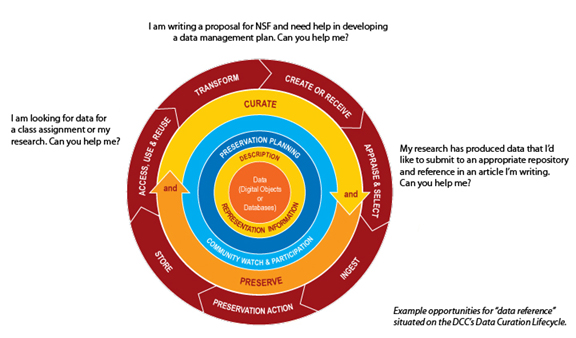 I am writing a proposal for NSF and need help in developing
a data management plan. Can you help me?
I am looking for data for
a class assignment or my
research. Can you help me?
TRANSFORM
CREATE OR RECEIVE
ACCESS, USE & REUSE
APPRAISE & SELECT
CURATE
PRESERVATION PLANNING
DESCRIPTION
and
Data
(Digital Objects
or
Databases)
and
REPRESENTATION INFORMATION
COMMUNITY WATCH & PARTICIPATION
PRESERVE
STORE
INGEST
PRESERVATION ACTION
My research has produced data that I'd
like to submit to an appropriate repository
and reference in an article I'm writing.
Can you help me?
Example opportunities for “data reference”
situated on the DCC's Data Curation Lifecycle.